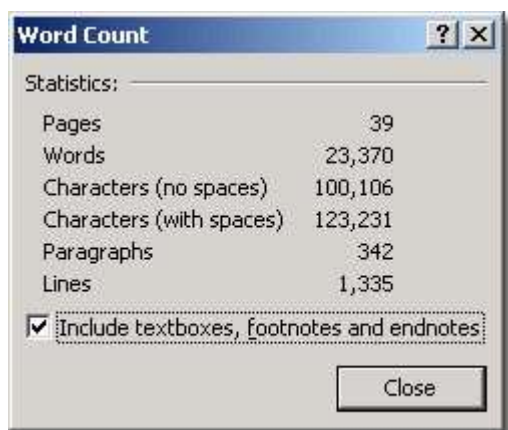 Word Count
Statistics:
Pages 39
Words 23,370
Characters (no spaces) 100,106
Characters (with spaces) 123,231
Paragraphs 342
Lines 1,335
Include textboxes, footnotes and endnotes
Close